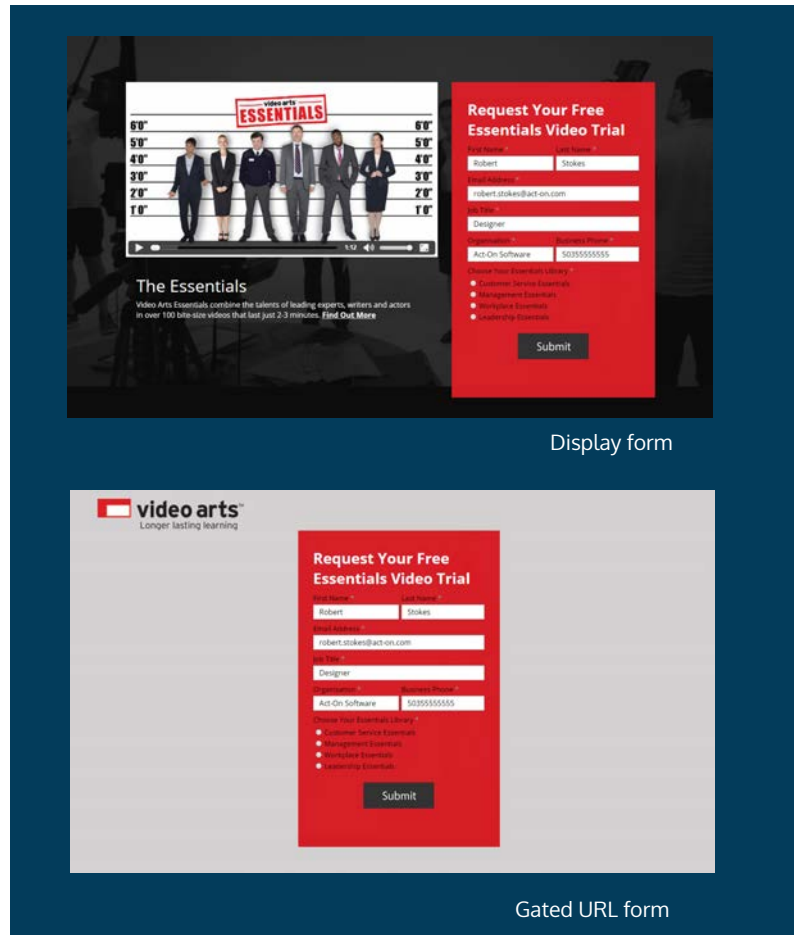 video arts
ESSENTIALS
6'0" 6'0"
5'0" 5'0"
4'0" 4'0"
3'0" 3'0"
2'0" 2'0"
1'0" 1'0"
1:12
The Essentials
Video Arts Essentials combine the talents of leading experts, writers and actors
in over 100 bite-size videos that last just 2-3 minutes. Find Out More
Request Your Free
Essentials Video Trial
First Name * Last Name *
Robert Stokes
Email Address *
robert.stokes@act-on.com
Job Title *
Designer
Organisation * Business Phone *
Act-On Software 50355555555
Choose Your Essentials Library *
Customer Service Essentials
Management Essentials
Workplace Essentials
Leadership Essentials
Submit
Display form
video arts™
Longer lasting learning
Request Your Free
Essentials Video Trial
First Name * Last Name *
Robert Stokes
Email Address *
robert.stokes@act-on.com
Job Title *
Designer
Organisation * Business Phone *
Act-On Software 50355555555
Choose Your Essentials Library *
Customer Service Essentials
Management Essentials
Workplace Essentials
Leadership Essentials
Submit
Gated URL form